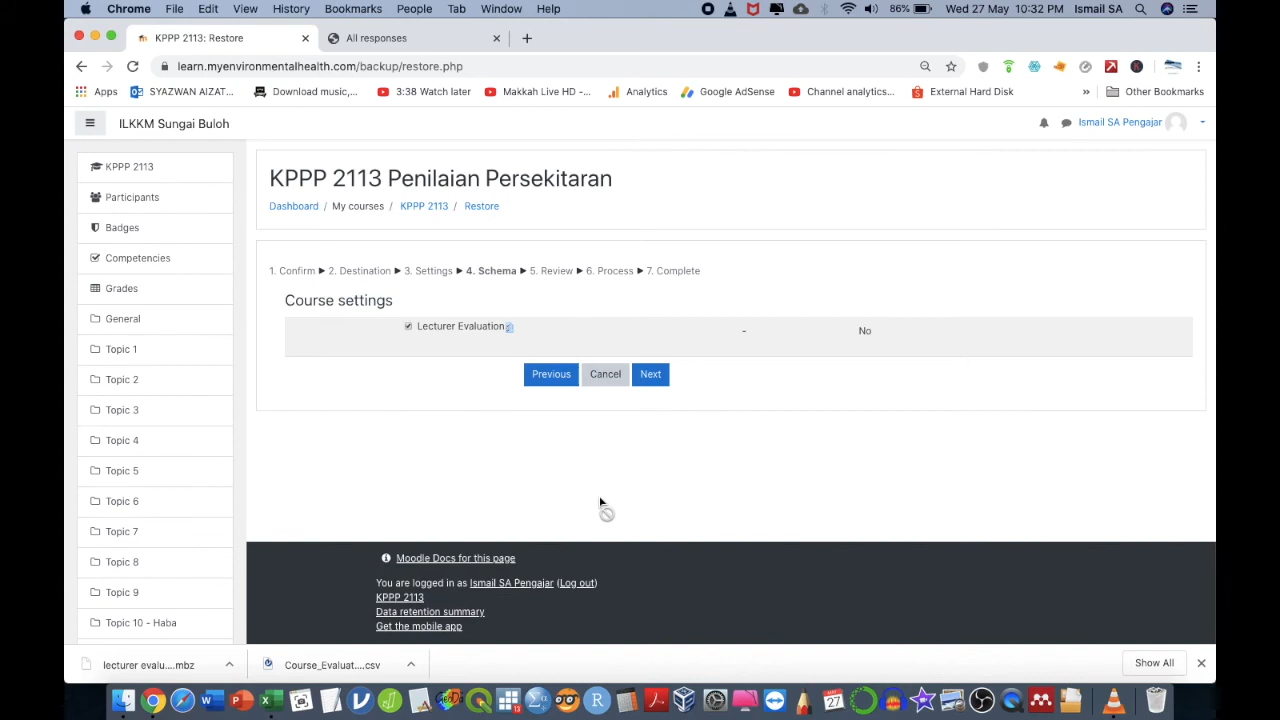 Chrome File Edit View History Bookmarks People Tab Window Help 86% Wed 27 May 10:32 PM Ismail SA
KPPP 2113: Restore All responses
learn.myenvironmentalhealth.com/backup/restore.php
Apps SYAZWAN AIZAT... Download music,... 3:38 Watch later Makkah Live HD -... Analytics Google AdSense Channel analytics... External Hard Disk » Other Bookmarks
ILKKM Sungai Buloh Ismail SA Pengajar
KPPP 2113
Participants
Badges
Competencies
Grades
General
Topic 1
Topic 2
Topic 3
Topic 4
Topic 5
Topic 6
Topic 7
Topic 8
Topic 9
Topic 10 - Haba
KPPP 2113 Penilaian Persekitaran
Dashboard / My courses / KPPP 2113 / Restore
1. Confirm ► 2. Destination ► 3. Settings ► 4. Schema ► 5. Review ► 6. Process ► 7. Complete
Course settings
Lecturer Evaluation - No
Previous Cancel Next
Moodle Docs for this page
You are logged in as Ismail SA Pengajar (Log out)
KPPP 2113
Data retention summary
Get the mobile app
lecturer evalu....mbz Course_Evaluat....csv Show All